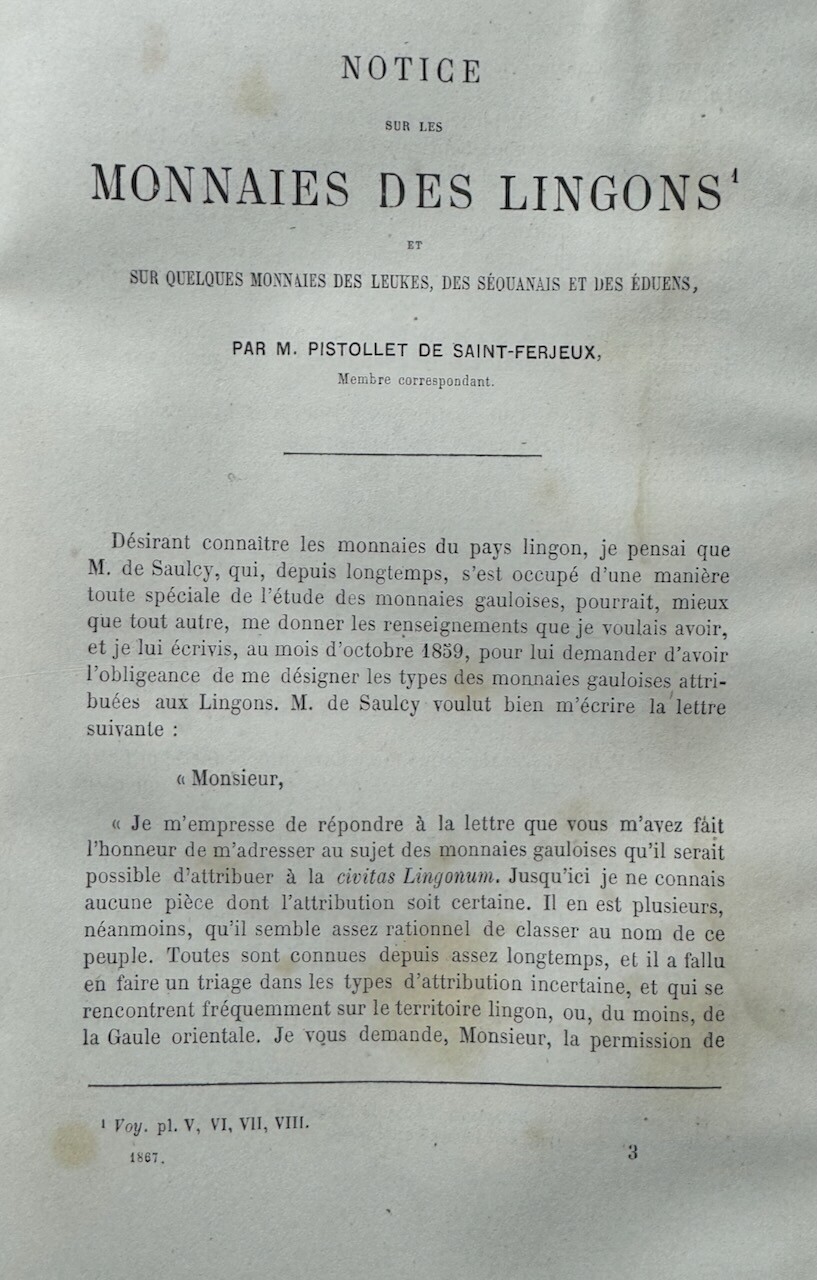 NOTICE
SUR LES
MONNAIES DES LINGONS¹
ET
SUR QUELQUES MONNAIES DES LEUKES, DES SÉQUANAIS ET DES ÉDUENS,
PAR M. PISTOLLET DE SAINT-FERJEUX,
Membre correspondant.
Désirant connaître les monnaies du pays lingon, je pensai que
M. de Saulcy, qui, depuis longtemps, s'est occupé d'une manière
toute spéciale de l'étude des monnaies gauloises, pourrait, mieux
que tout autre, me donner les renseignements que je voulais avoir,
et je lui écrivis, au mois d'octobre 1859, pour lui demander d'avoir
l'obligeance de me désigner les types des monnaies gauloises attri-
buées aux Lingons. M. de Saulcy voulut bien m'écrire la lettre
suivante :
« Monsieur,
« Je m'empresse de répondre à la lettre que vous m'avez fait
l'honneur de m'adresser au sujet des monnaies gauloises qu'il serait
possible d'attribuer à la civitas Lingonum. Jusqu'ici je ne connais
aucune pièce dont l'attribution soit certaine. Il en est plusieurs,
néanmoins, qu'il semble assez rationnel de classer au nom de ce
peuple. Toutes sont connues depuis assez longtemps, et il a fallu
en faire un triage dans les types d'attribution incertaine, et qui se
rencontrent fréquemment sur le territoire lingon, ou, du moins, de
la Gaule orientale. Je vous demande, Monsieur, la permission de
¹ Voy. pl. V, VI, VII, VIII.
1867. 3